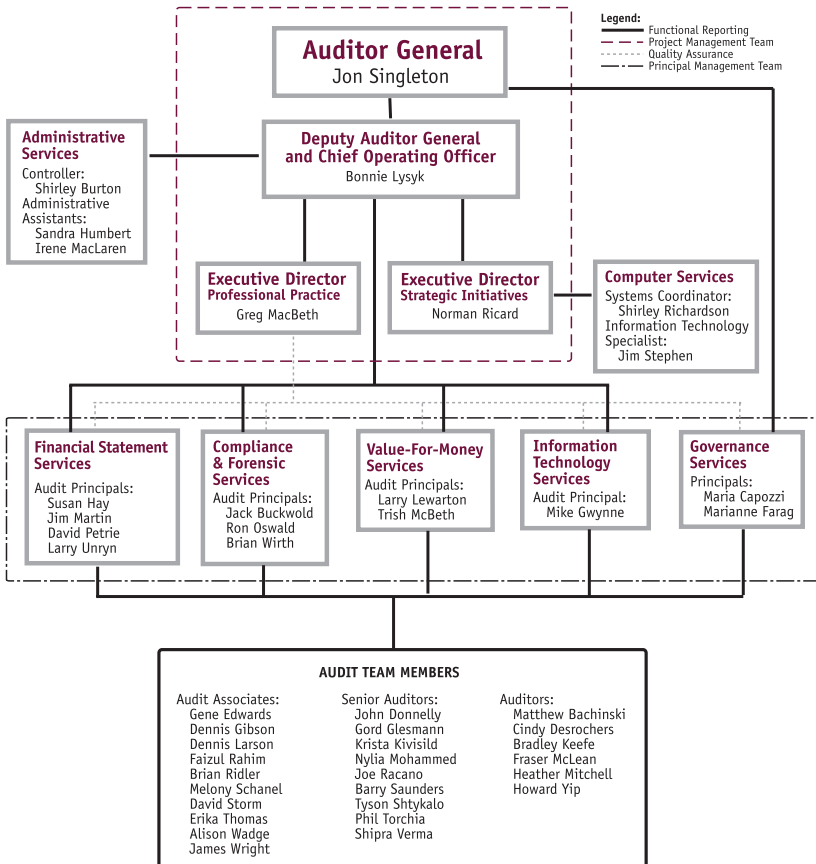 Legend:
Functional Reporting
Project Management Team
Quality Assurance
Principal Management Team
Auditor General
Jon Singleton
Deputy Auditor General
and Chief Operating Officer
Bonnie Lysyk
Administrative
Services
Controller:
Shirley Burton
Administrative
Assistants:
Sandra Humbert
Irene MacLaren
Executive Director
Professional Practice
Greg MacBeth
Executive Director
Strategic Initiatives
Norman Ricard
Computer Services
Systems Coordinator:
Shirley Richardson
Information Technology
Specialist:
Jim Stephen
Financial Statement
Services
Audit Principals:
Susan Hay
Jim Martin
David Petrie
Larry Unryn
Compliance
& Forensic
Services
Audit Principals:
Jack Buckwold
Ron Oswald
Brian Wirth
Value-For-Money
Services
Audit Principals:
Larry Lewarton
Trish McBeth
Information
Technology
Services
Audit Principal:
Mike Gwynne
Governance
Services
Principals:
Maria Capozzi
Marianne Farag
AUDIT TEAM MEMBERS
Audit Associates:
Gene Edwards
Dennis Gibson
Dennis Larson
Faizul Rahim
Brian Ridler
Melony Schanel
David Storm
Erika Thomas
Alison Wadge
James Wright
Senior Auditors:
John Donnelly
Gord Glesmann
Krista Kivisild
Nylia Mohammed
Joe Racano
Barry Saunders
Tyson Shtykalo
Phil Torchia
Shipra Verma
Auditors:
Matthew Bachinski
Cindy Desrochers
Bradley Keefe
Fraser McLean
Heather Mitchell
Howard Yip